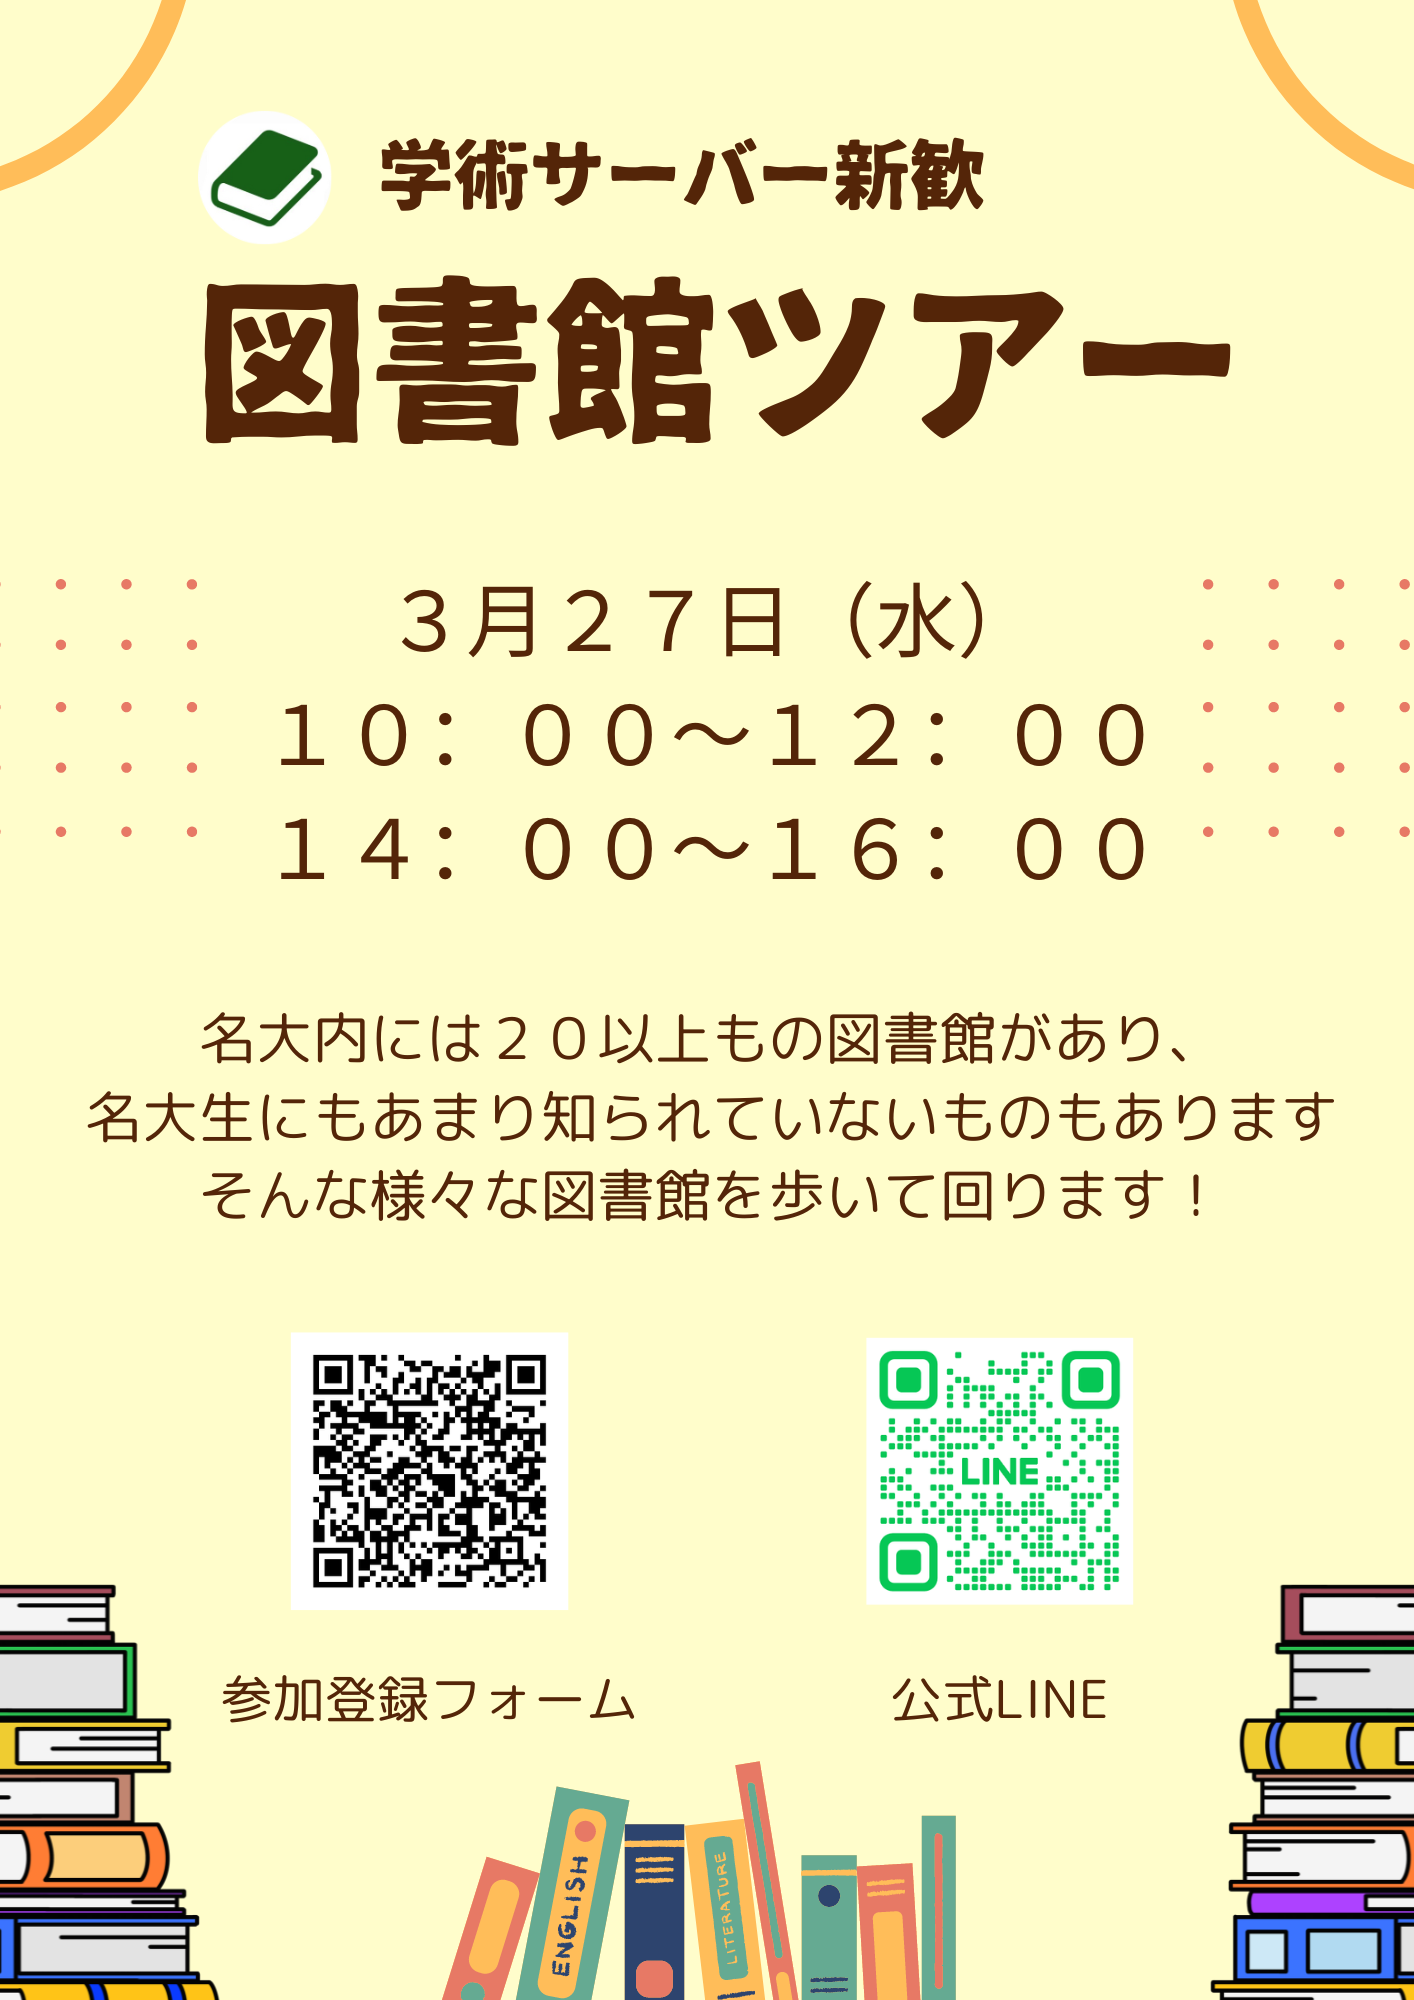 学術サーバー新歓
図書館ツアー
３月２７日（水）
１０：００～１２：００
１４：００～１６：００
名大内には２０以上もの図書館があり、
名大生にもあまり知られていないものもあります
そんな様々な図書館を歩いて回ります！
LINE
参加登録フォーム
公式LINE
ENGLISH
LITERATURE